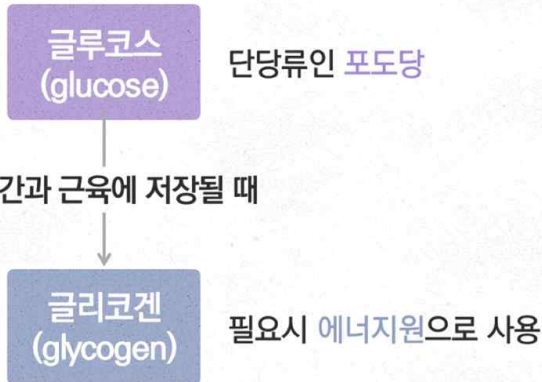 글루코스
(glucose)
단당류인 포도당
간과 근육에 저장될 때
글리코겐
(glycogen)
필요시 에너지원으로 사용